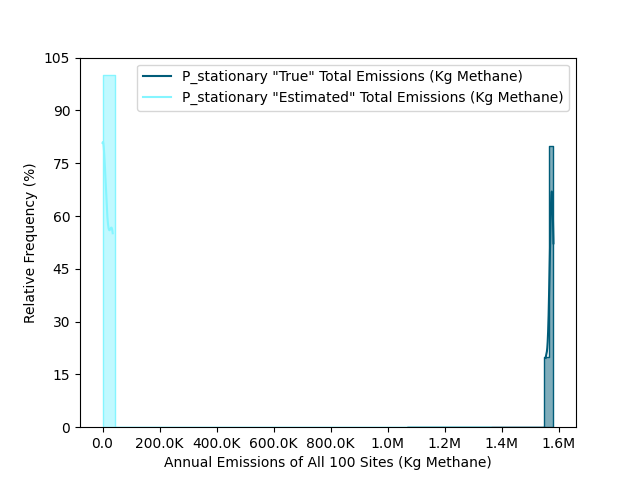 105
90
75
60
45
30
15
0
Relative Frequency (%)
P_stationary "True" Total Emissions (Kg Methane)
P_stationary "Estimated" Total Emissions (Kg Methane)
0.0 200.0K 400.0K 600.0K 800.0K 1.0M 1.2M 1.4M 1.6M
Annual Emissions of All 100 Sites (Kg Methane)